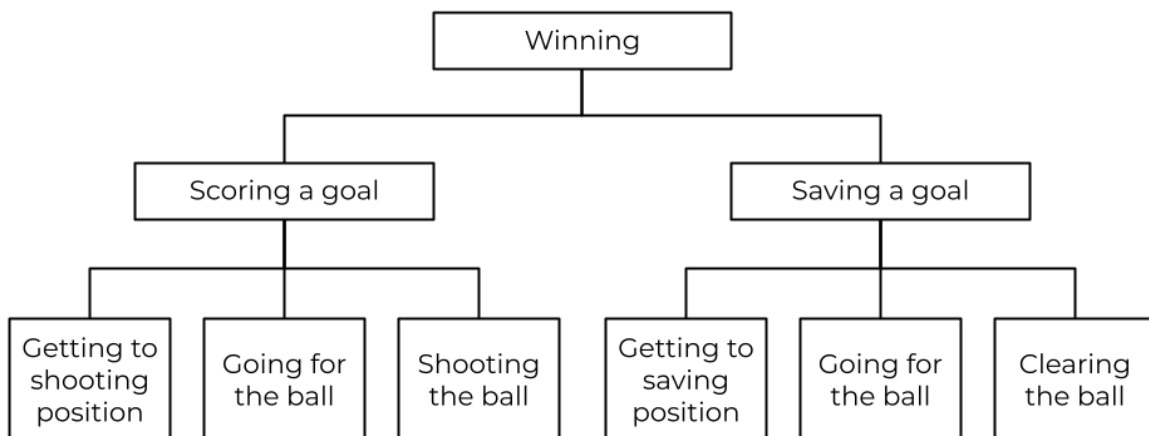 Winning
Scoring a goal
Saving a goal
Getting to
shooting
position
Going for
the ball
Shooting
the ball
Getting to
saving
position
Going for
the ball
Clearing
the ball